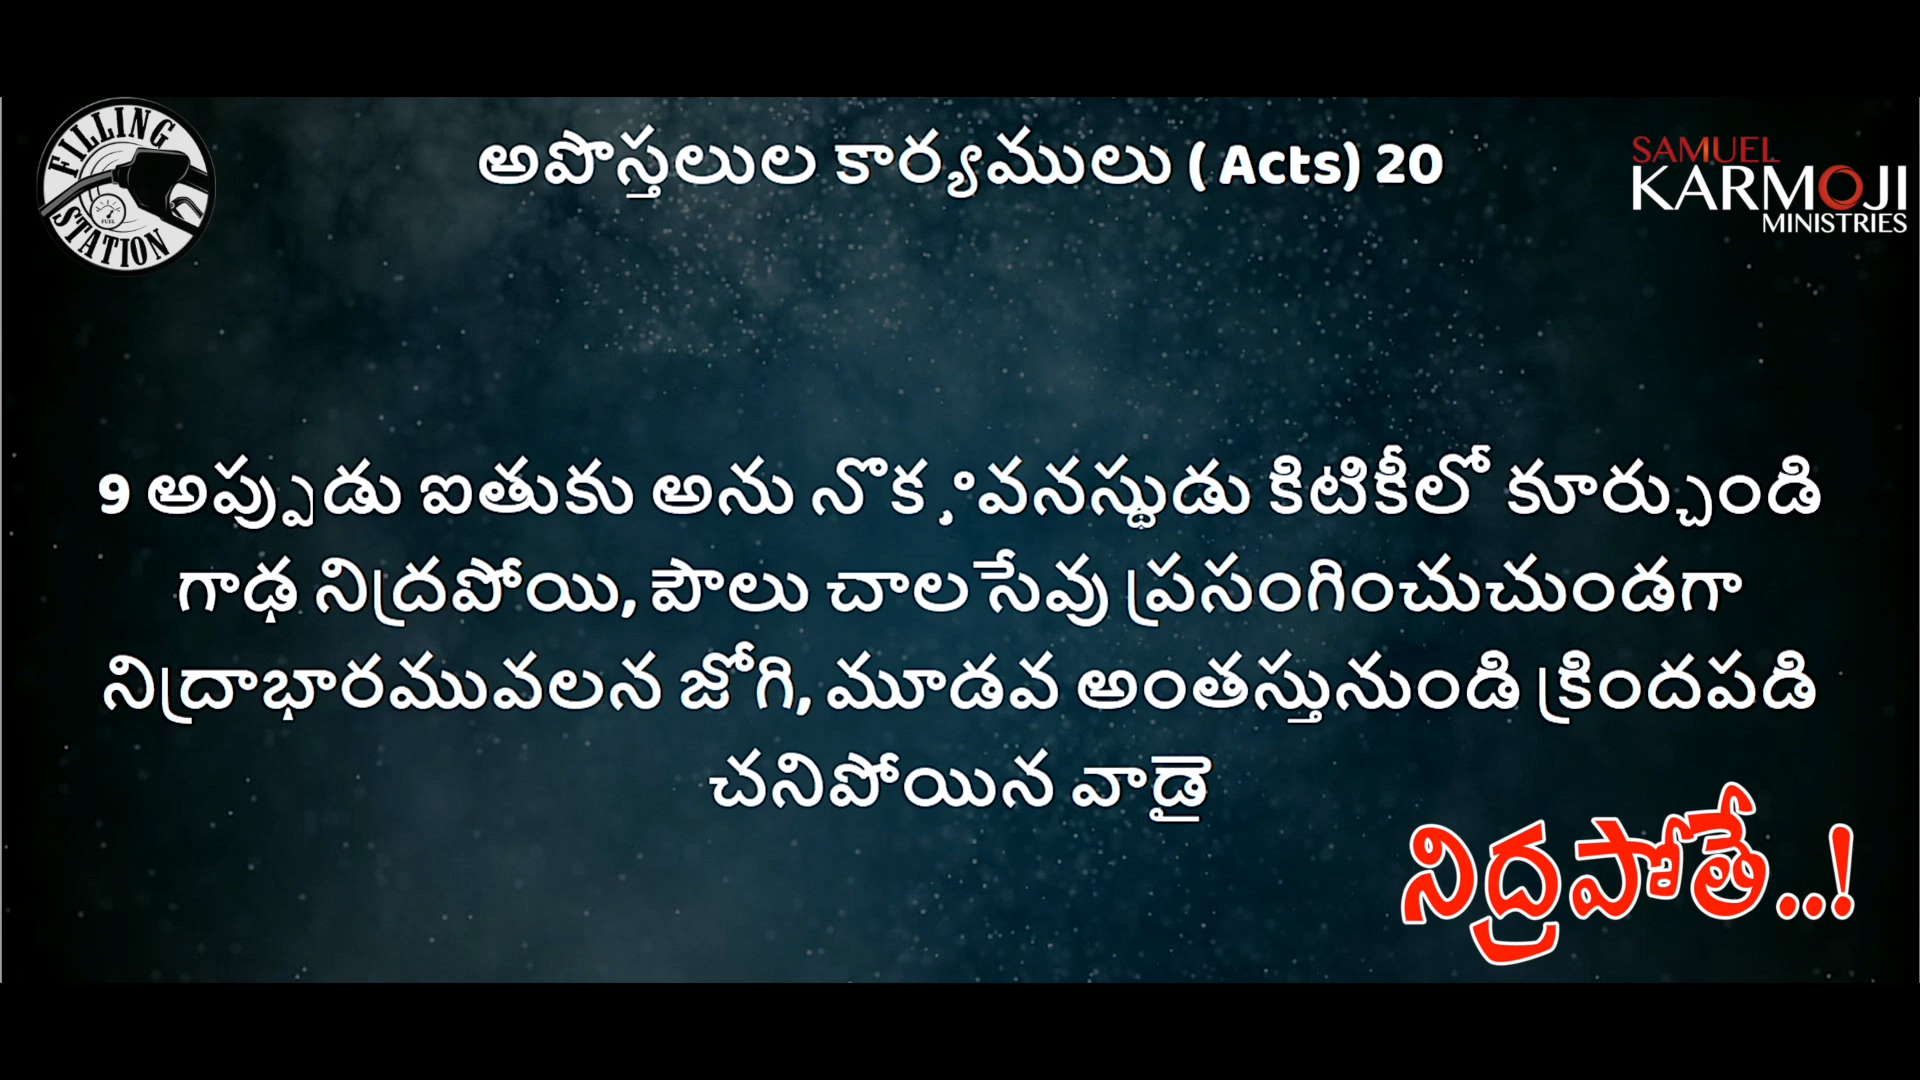 FILLING
STATION
FUEL
అపొస్తలుల కార్యములు ( Acts) 20
SAMUEL
KARMOJI
MINISTRIES
9 అప్పుడు ఐతుకు అను నొక వనస్థుడు కిటికీలో కూర్చుండి
గాఢ నిద్రపోయి, పౌలు చాల సేవు ప్రసంగించుచుండగా
నిద్రాభారమువలన జోగి, మూడవ అంతస్తునుండి క్రిందపడి
చనిపోయిన వాడై
నిద్రపోతే..!